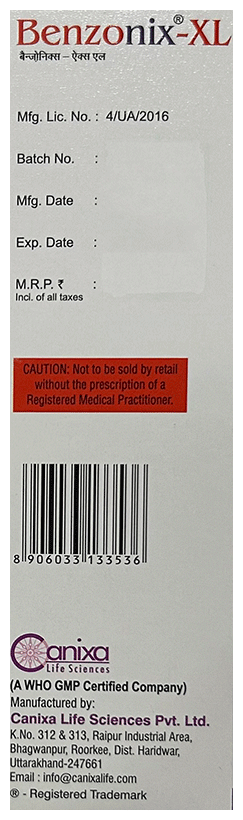 Benzonix®-XL
बैन्ज़ोनिक्स – ऐक्स एल
Mfg. Lic. No. : 4/UA/2016
Batch No. :
Mfg. Date :
Exp. Date :
M.R.P. ₹ :
Incl. of all taxes
CAUTION: Not to be sold by retail
without the prescription of a
Registered Medical Practitioner.
8 906033 133536
Canixa
Life Sciences
(A WHO GMP Certified Company)
Manufactured by:
Canixa Life Sciences Pvt. Ltd.
K.No. 312 & 313, Raipur Industrial Area,
Bhagwanpur, Roorkee, Dist. Haridwar,
Uttarakhand-247661
Email : info@canixalife.com
® - Registered Trademark